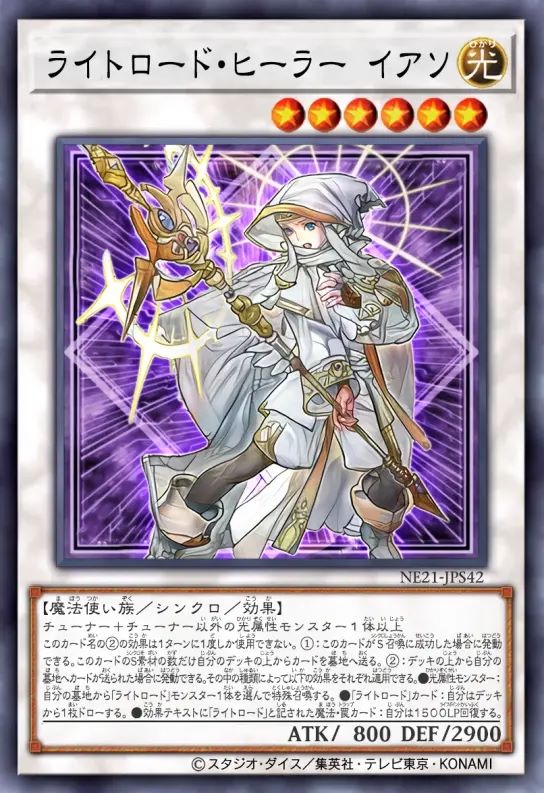 ライトロード・ヒーラー イアソ
光
NE21-JPS42
【魔法使い族／シンクロ／効果】
チューナー＋チューナー以外の光属性モンスター１体以上
このカード名の②の効果は1ターンに1度しか使用できない。①：このカードがＳ召喚に成功した場合に発動
できる。このカードのＳ素材の数だけ自分のデッキの上からカードを墓地へ送る。②：デッキの上から自分の
墓地へカードが送られた場合に発動できる。その中の種類によって以下の効果をそれぞれ適用できる。●光属性モンスター：
自分の墓地から「ライトロード」モンスター1体を選んで特殊召喚する。●「ライトロード」カード：自分はデッキ
から1枚ドローする。●効果テキストに「ライトロード」と記された魔法・罠カード：自分は1500LP回復する。
ATK/ 800 DEF/2900
©スタジオ・ダイス／集英社・テレビ東京・KONAMI